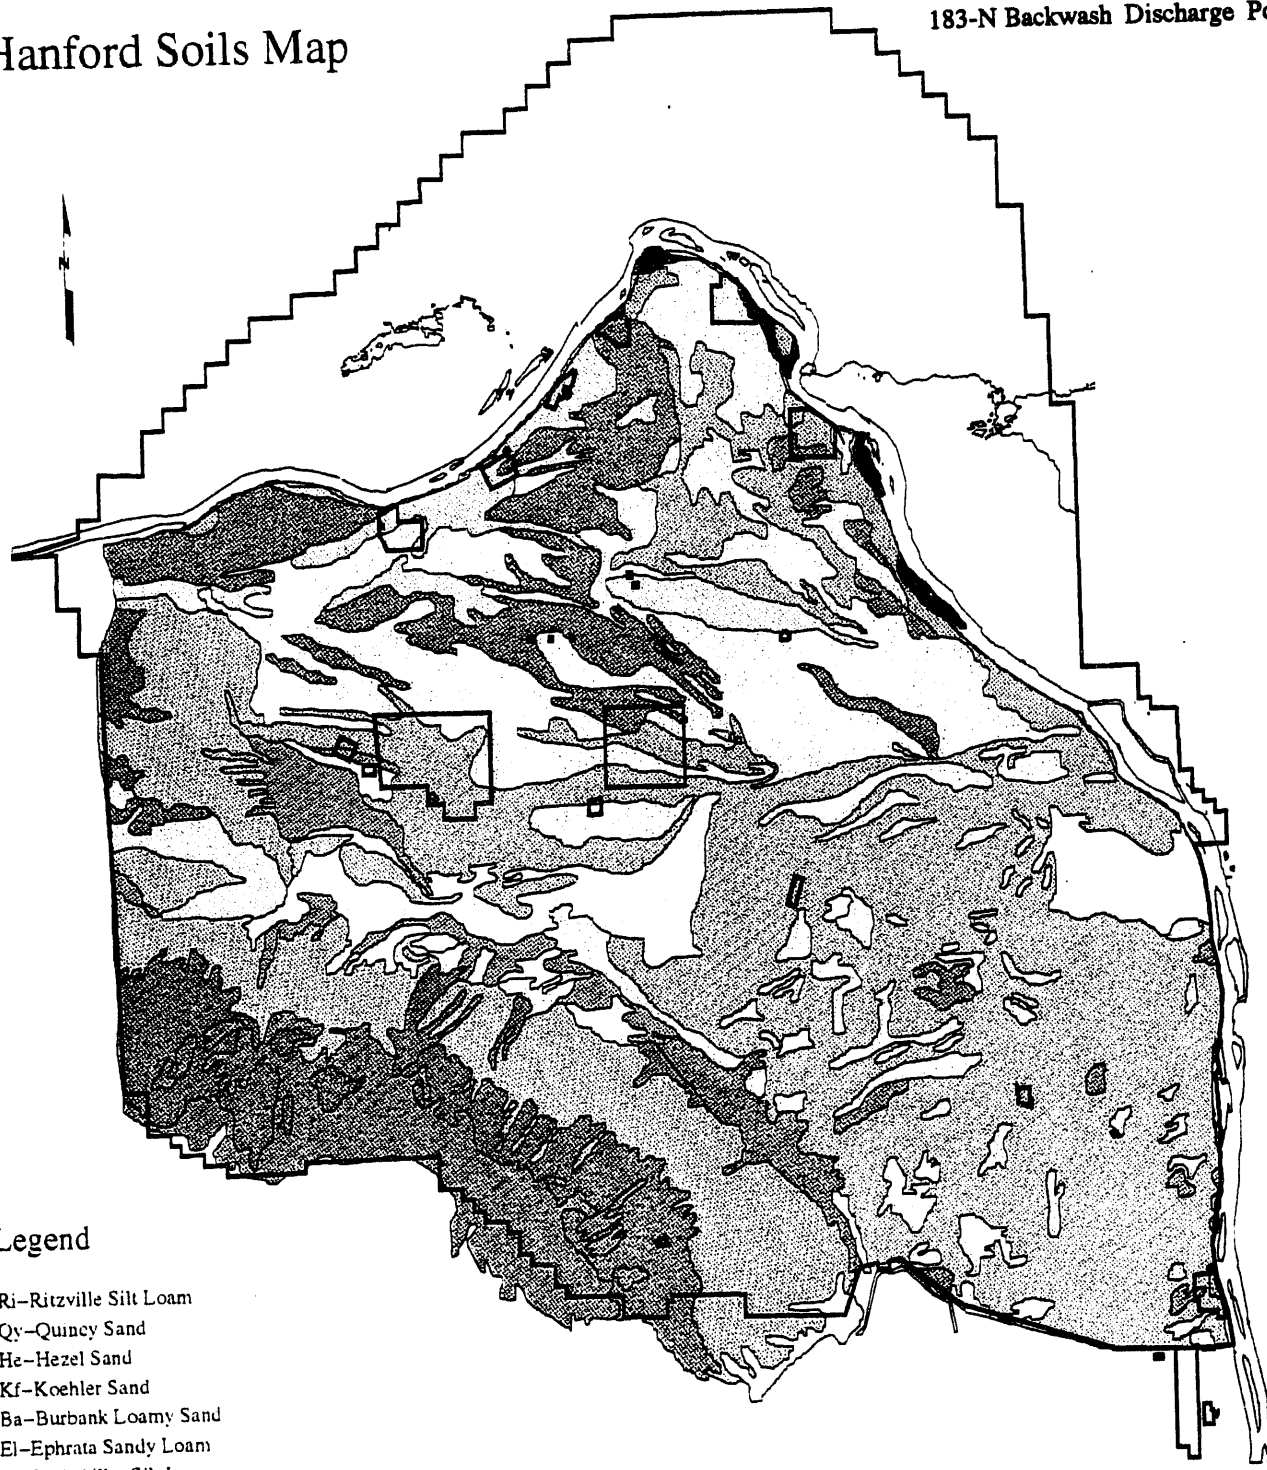 183-N Backwash Discharge
Hanford Soils Map
N
Legend
Ri–Ritzville Silt Loam
Qy–Quincy Sand
He–Hezel Sand
Kf–Koehler Sand
Ba–Burbank Loamy Sand
El–Ephrata Sandy Loam